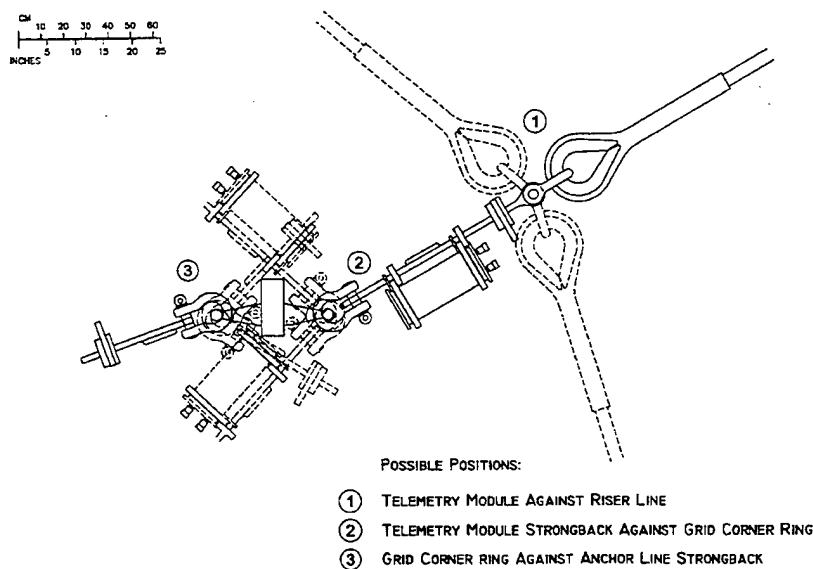 CM
10 20 30 40 50 60
5 10 15 20 25
INCHES
1
3
2
POSSIBLE POSITIONS:
1 TELEMETRY MODULE AGAINST RISER LINE
2 TELEMETRY MODULE STRONGBACK AGAINST GRID CORNER RING
3 GRID CORNER RING AGAINST ANCHOR LINE STRONGBACK